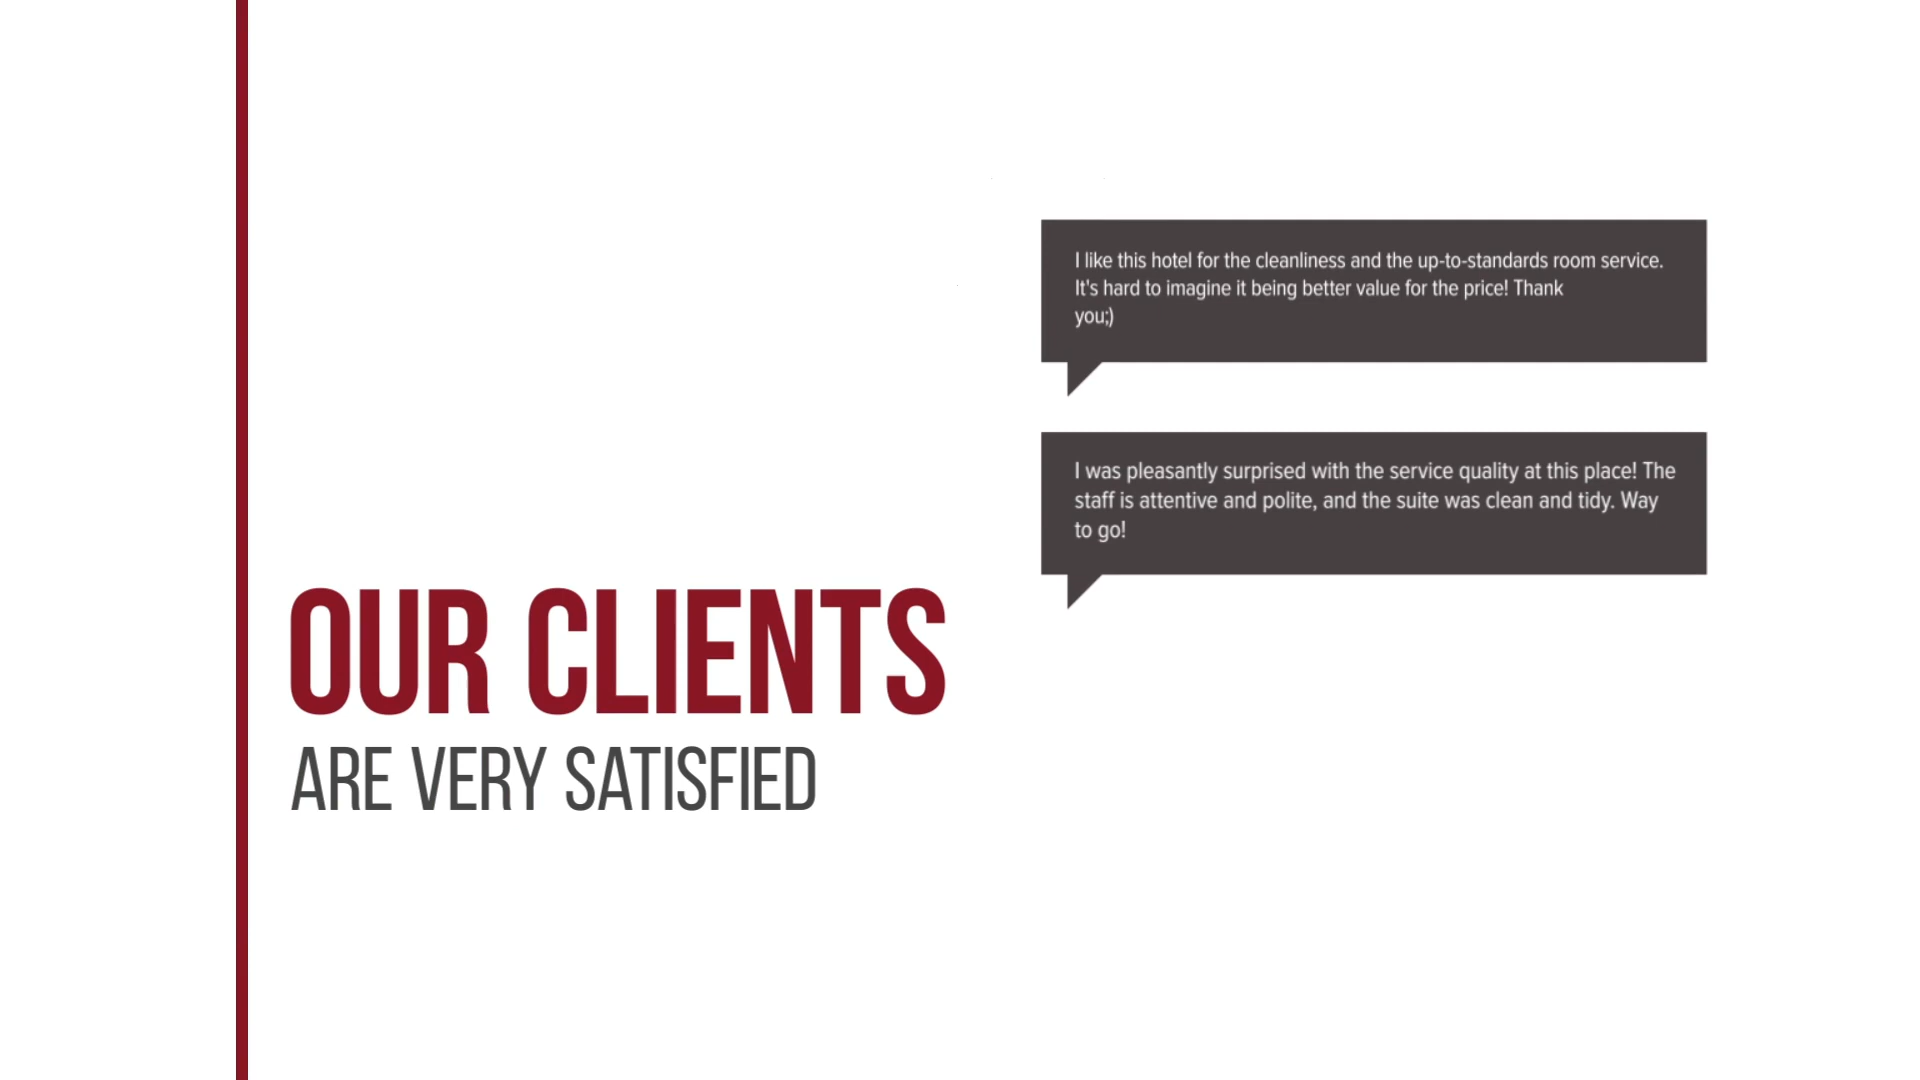 I like this hotel for the cleanliness and the up-to-standards room service.
It's hard to imagine it being better value for the price! Thank
you;)
I was pleasantly surprised with the service quality at this place! The
staff is attentive and polite, and the suite was clean and tidy. Way
to go!
OUR CLIENTS
ARE VERY SATISFIED